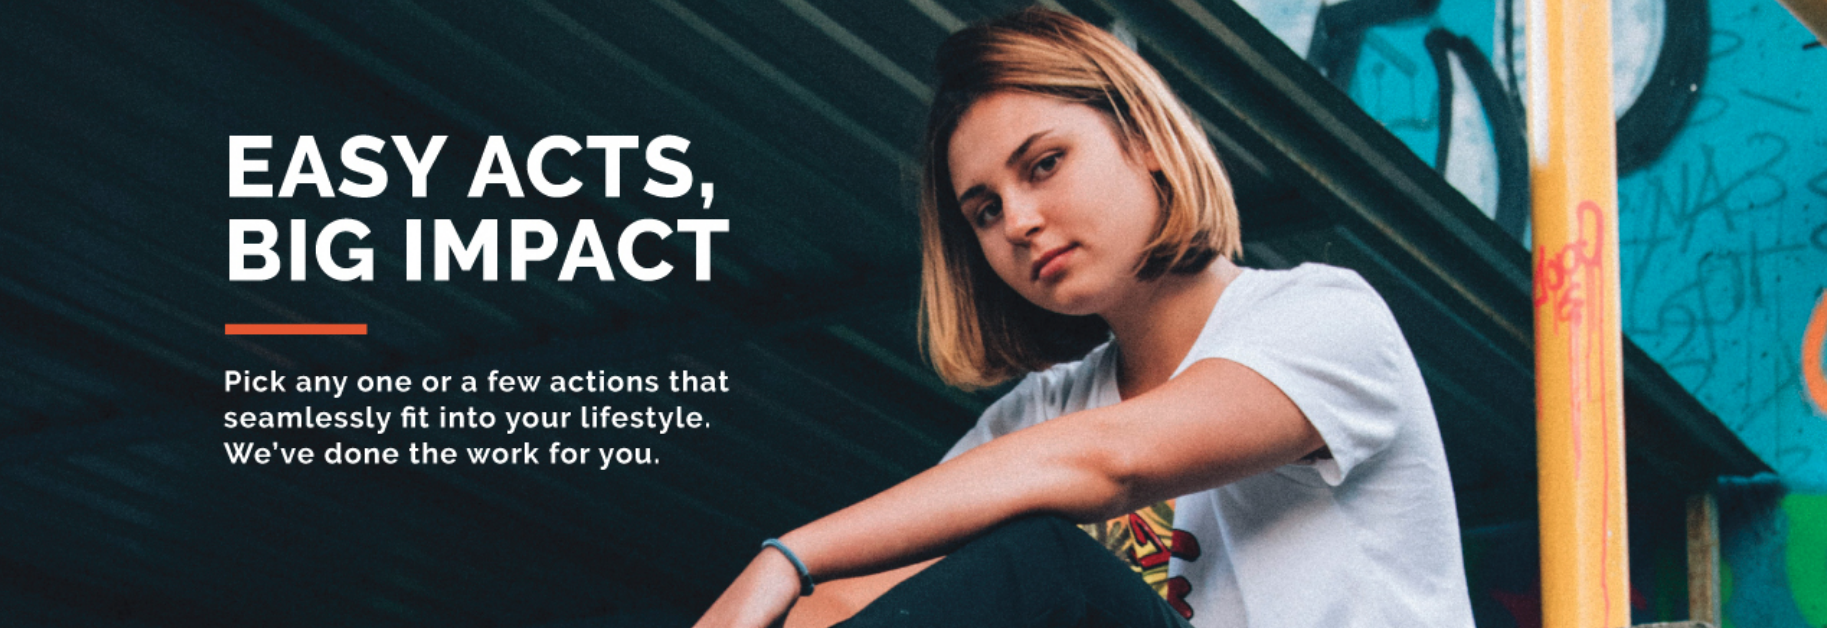 EASY ACTS,
BIG IMPACT
Pick any one or a few actions that
seamlessly fit into your lifestyle.
We've done the work for you.